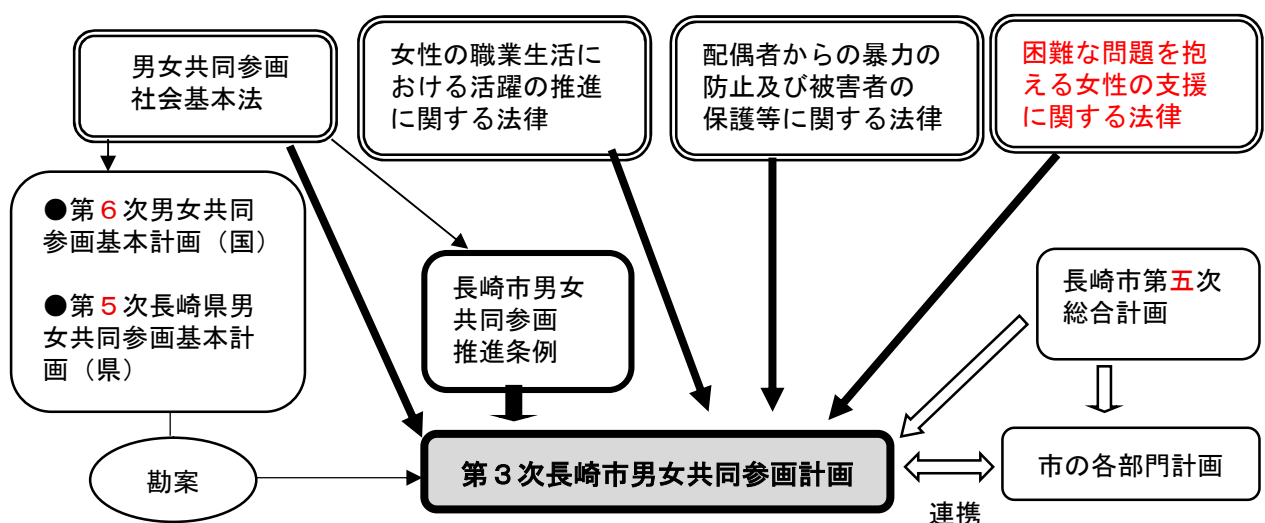 男女共同参画
社会基本法
女性の職業生活に
おける活躍の推進
に関する法律
配偶者からの暴力の
防止及び被害者の
保護等に関する法律
困難な問題を抱
える女性の支援
に関する法律
●第６次男女共同
参画基本計画（国）
●第５次長崎県男
女共同参画基本計
画（県）
長崎市男女
共同参画
推進条例
長崎市第五次
総合計画
勘案
第３次長崎市男女共同参画計画
市の各部門計画
連携